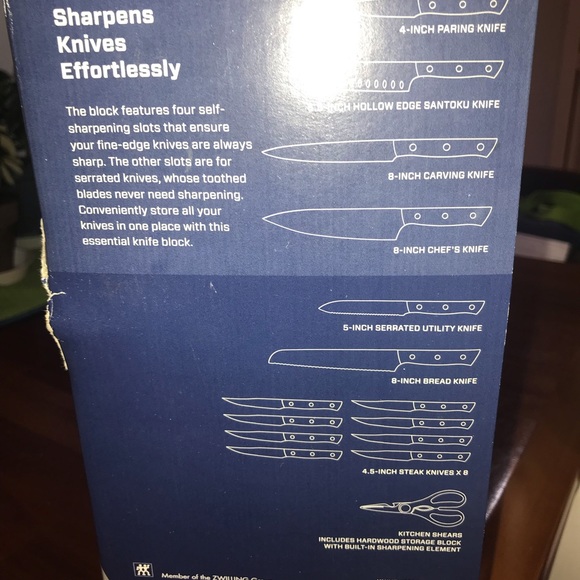 Sharpens
Knives
Effortlessly
The block features four self-
sharpening slots that ensure
your fine-edge knives are always
sharp. The other slots are for
serrated knives, whose toothed
blades never need sharpening.
Conveniently store all your
knives in one place with this
essential knife block.
4-INCH PARING KNIFE
HOLLOW EDGE SANTOKU KNIFE
8-INCH CARVING KNIFE
8-INCH CHEF'S KNIFE
5-INCH SERRATED UTILITY KNIFE
8-INCH BREAD KNIFE
4.5-INCH STEAK KNIVES X 8
KITCHEN SHEARS
INCLUDES HARDWOOD STORAGE BLOCK
WITH BUILT-IN SHARPENING ELEMENT
Member of the ZWILLING